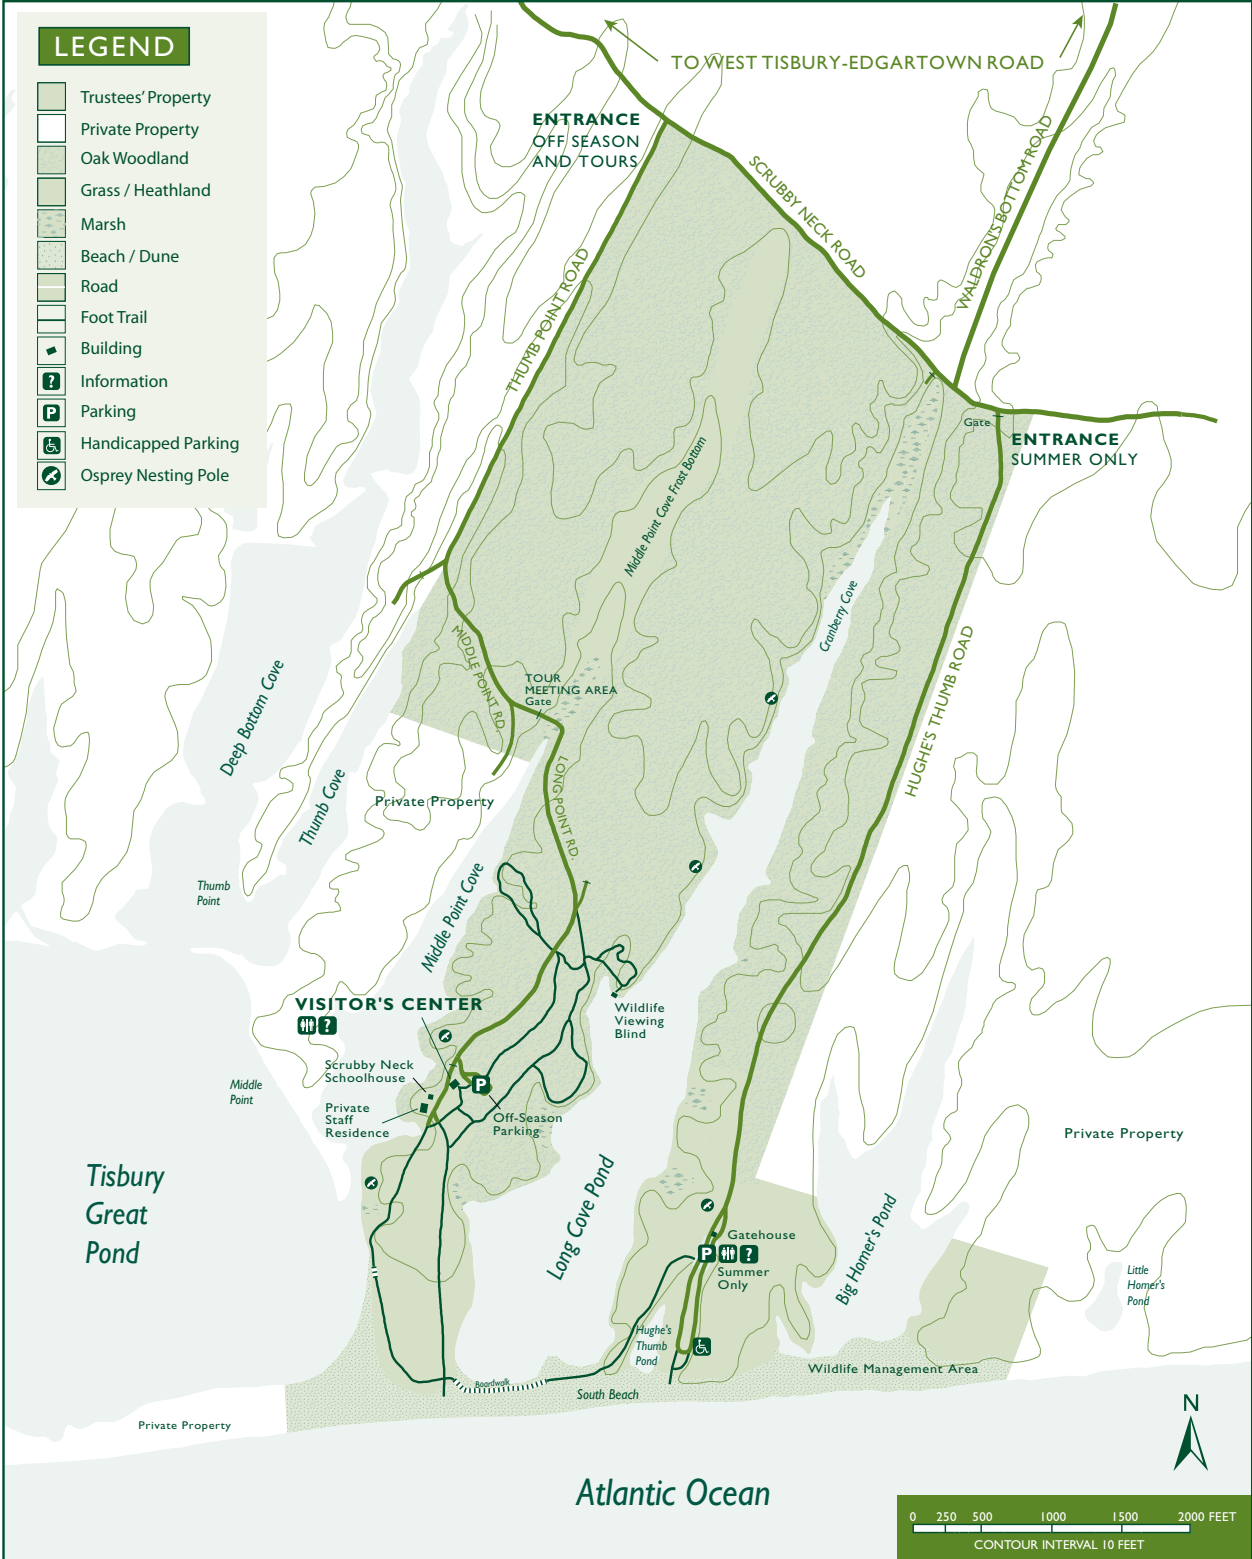 LEGEND
Trustees' Property
Private Property
Oak Woodland
Grass / Heathland
Marsh
Beach / Dune
Road
Foot Trail
Building
?
Information
P
Parking
Handicapped Parking
Osprey Nesting Pole
TO WEST TISBURY-EDGARTOWN ROAD
ENTRANCE
OFF SEASON
AND TOURS
SCRUBBY NECK ROAD
WALDRON'S BOTTOM ROAD
THUMB POINT ROAD
Gate
ENTRANCE
SUMMER ONLY
Middle Point Cove Frost Bottom
Cranberry Cove
HUGHE'S THUMB ROAD
MIDDLE POINT RD.
TOUR
MEETING AREA
Gate
LONG POINT RD.
Deep Bottom Cove
Thumb Cove
Private Property
Thumb
Point
Middle Point Cove
VISITOR'S CENTER
?
Wildlife
Viewing
Blind
Scrubby Neck
Schoolhouse
Middle
Point
Private
Staff
Residence
P
Off-Season
Parking
Private Property
Tisbury
Great
Pond
Long Cove Pond
Big Homer's Pond
Gatehouse
P
?
Summer
Only
Little
Homer's
Pond
Hughe's
Thumb
Pond
Wildlife Management Area
Boardwalk
South Beach
Private Property
N
Atlantic Ocean
0 250 500 1000 1500 2000 FEET
CONTOUR INTERVAL 10 FEET